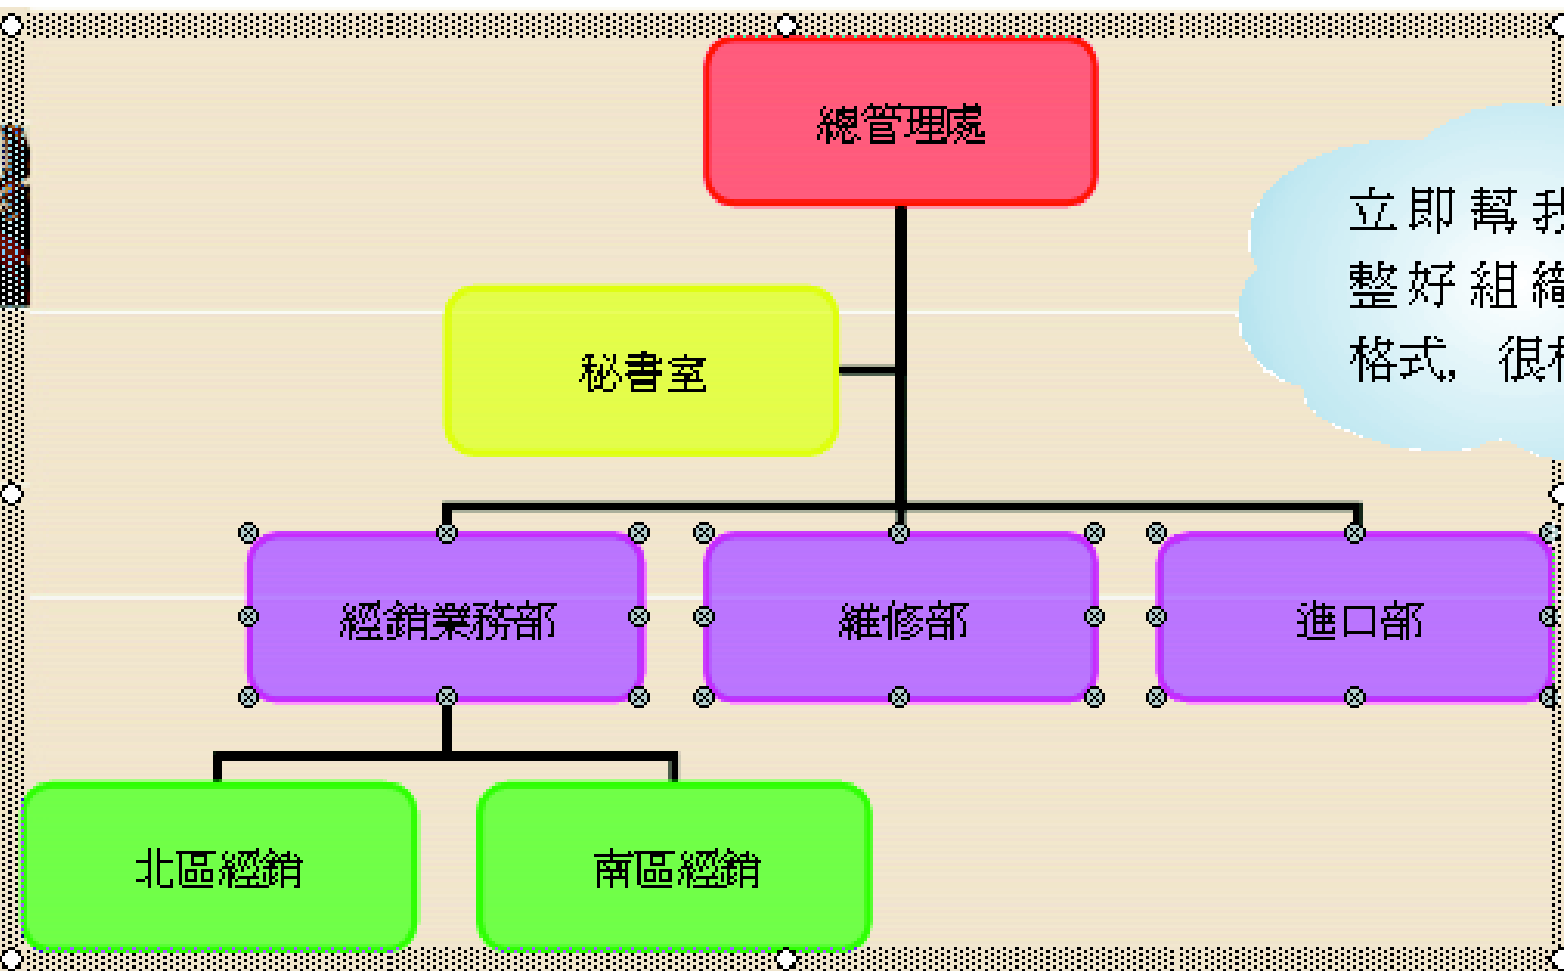 總管理處
立即幫我
整好組織
格式，很
秘書室
經銷業務部
維修部
進口部
北區經銷
南區經銷